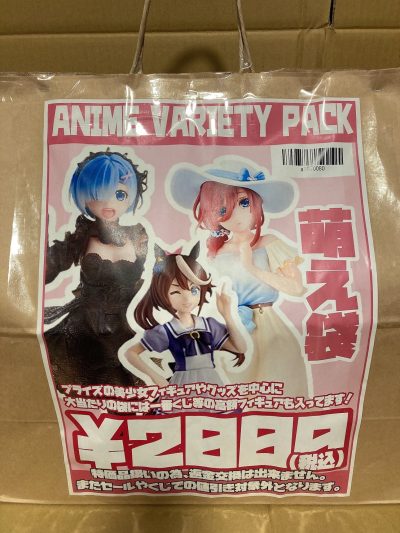 ANIME VARIETY PACK
萌え袋
プライズの美少女フィギュアやグッズを中心に
大当たりの袋には一番くじ等の高額フィギュアも入ってます!
¥2000
(税込)
特価品扱いの為、返金交換は出来ません。
またセールやくじでの値引き対象外となります。